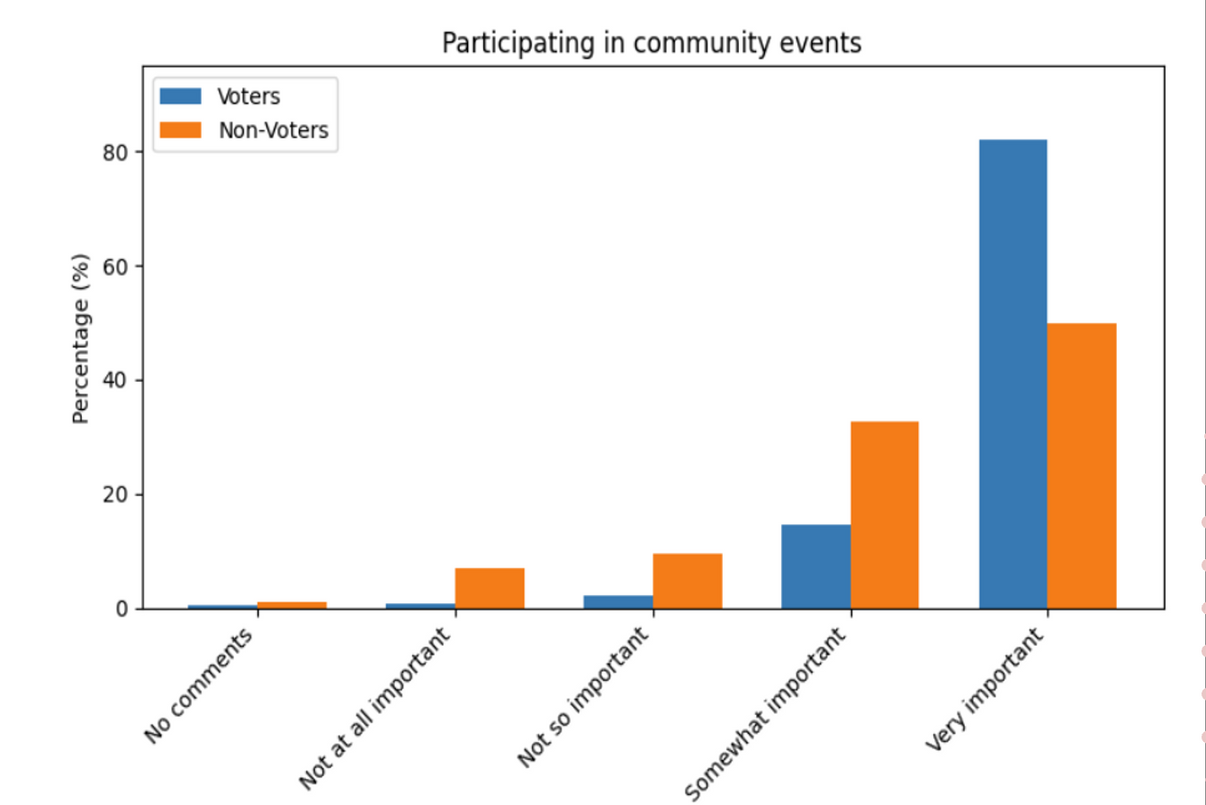 Participating in community events
Voters
Non-Voters
Percentage (%)
80
60
40
20
0
No comments
Not at all important
Not so important
Somewhat important
Very important